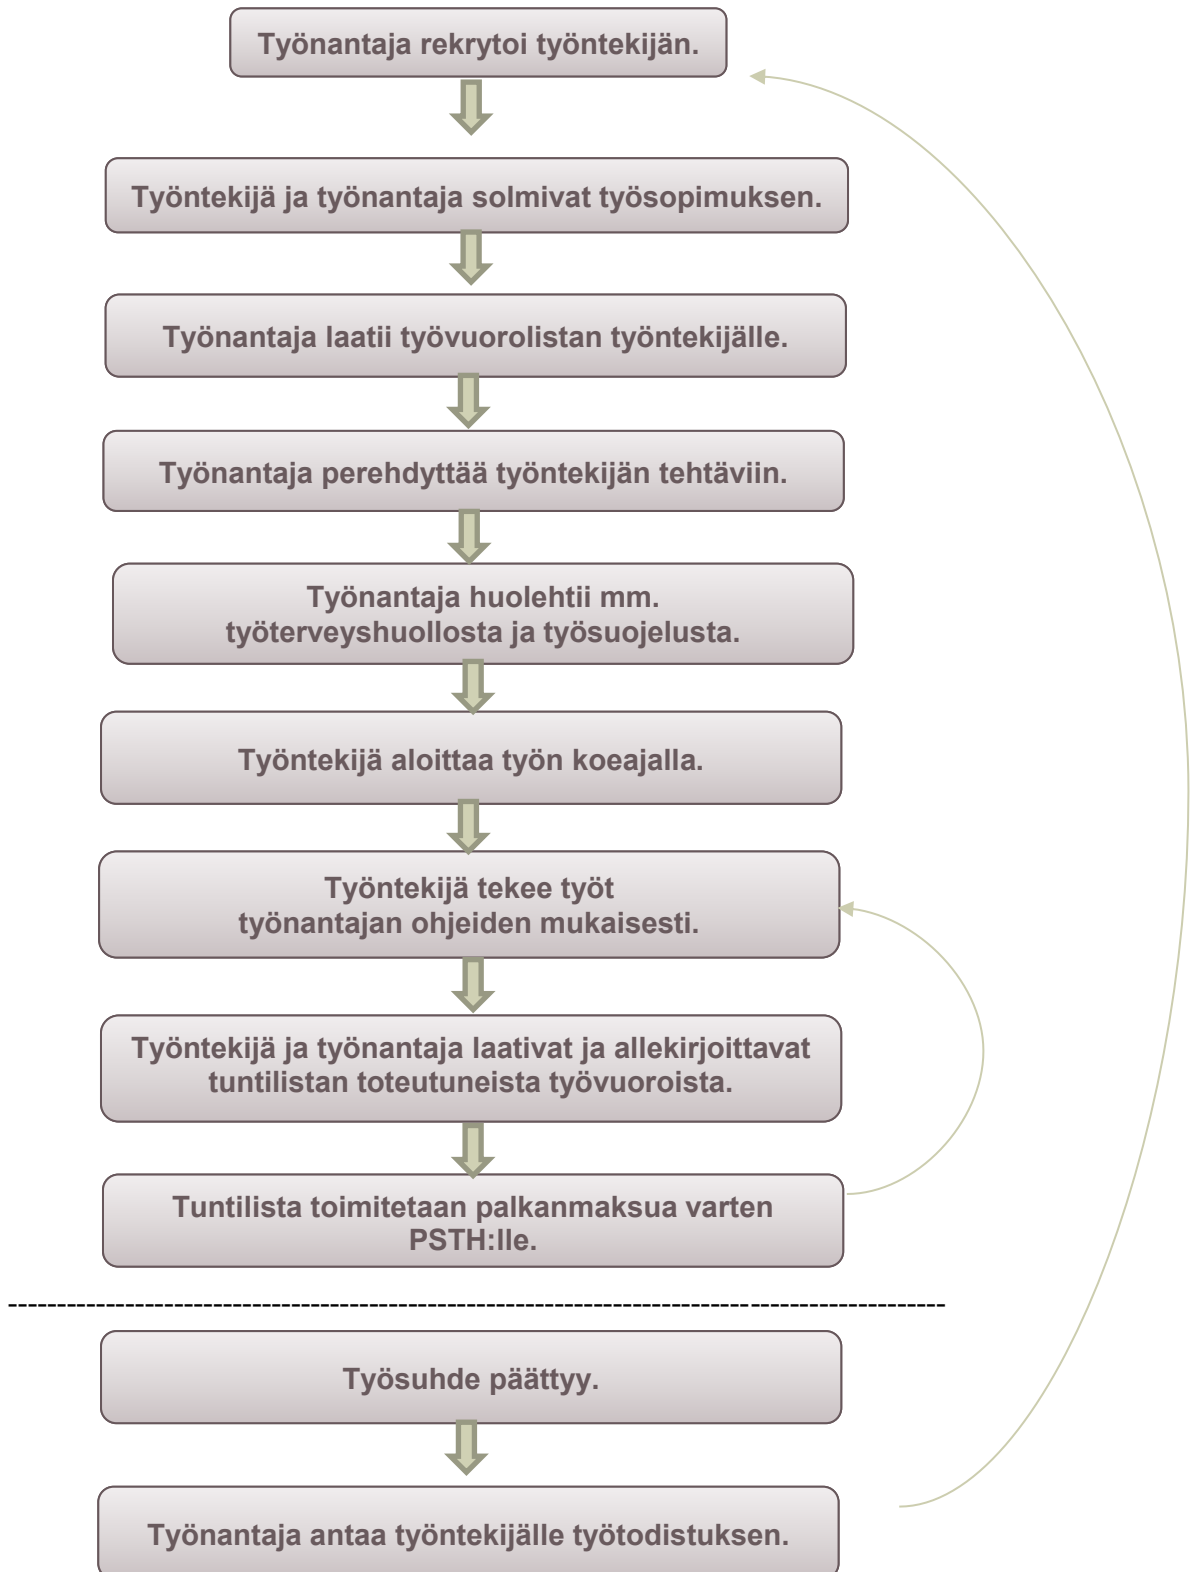 Työnantaja rekrytoi työntekijän.
Työntekijä ja työnantaja solmivat työsopimuksen.
Työnantaja laatii työvuorolistan työntekijälle.
Työnantaja perehdyttää työntekijän tehtäviin.
Työnantaja huolehtii mm.
työterveyshuollosta ja työsuojelusta.
Työntekijä aloittaa työn koeajalla.
Työntekijä tekee työt
työnantajan ohjeiden mukaisesti.
Työntekijä ja työnantaja laativat ja allekirjoittavat
tuntilistan toteutuneista työvuoroista.
Tuntilista toimitetaan palkanmaksua varten
PSTH:lle.
Työsuhde päättyy.
Työnantaja antaa työntekijälle työtodistuksen.